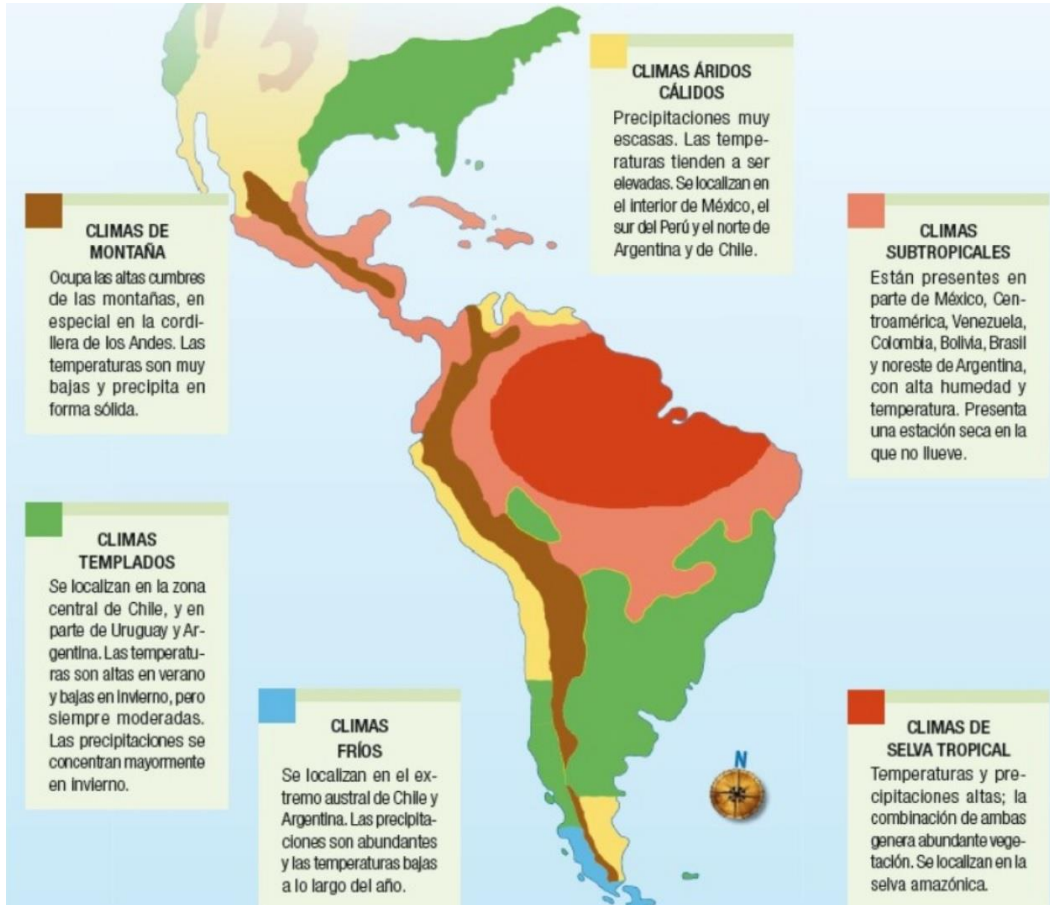 CLIMAS ÁRIDOS
CÁLIDOS
Precipitaciones muy
escasas. Las tempe-
raturas tienden a ser
elevadas. Se localizan en
el interior de México, el
sur del Perú y el norte de
Argentina y de Chile.
CLIMAS DE
MONTAÑA
Ocupa las altas cumbres
de las montañas, en
especial en la cordi-
llera de los Andes. Las
temperaturas son muy
bajas y precipita en
forma sólida.
CLIMAS
SUBTROPICALES
Están presentes en
parte de México, Cen-
troamérica, Venezuela,
Colombia, Bolivia, Brasil
y noreste de Argentina,
con alta humedad y
temperatura. Presenta
una estación seca en la
que no llueve.
CLIMAS
TEMPLADOS
Se localizan en la zona
central de Chile, y en
parte de Uruguay y Ar-
gentina. Las temperatu-
ras son altas en verano
y bajas en invierno, pero
siempre moderadas.
Las precipitaciones se
concentran mayormente
en invierno.
CLIMAS
FRÍOS
Se localizan en el ex-
tremo austral de Chile y
Argentina. Las precipita-
ciones son abundantes
y las temperaturas bajas
a lo largo del año.
N
CLIMAS DE
SELVA TROPICAL
Temperaturas y pre-
cipitaciones altas; la
combinación de ambas
genera abundante vege-
tación. Se localizan en la
selva amazónica.